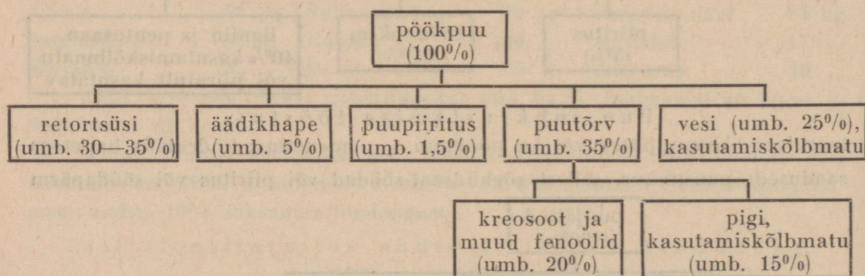 pöökpuu
(100%)
retortsüsi
(umb. 30—35%)
äädikhape
(umb. 5%)
puupiiritus
(umb. 1,5%)
puutõrv
(umb. 35%)
vesi (umb. 25%),
kasutamiskõlbmatu
kreosoot ja
muud fenoolid
(umb. 20%)
pigi,
kasutamiskõlbmatu
(umb. 15%)